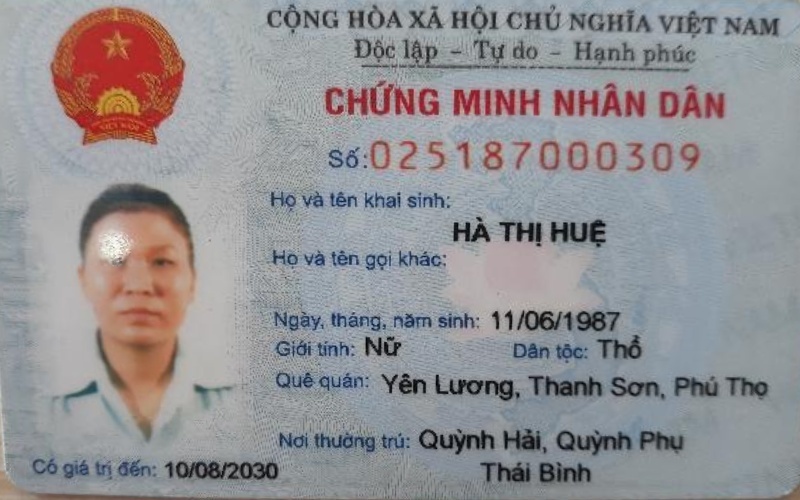 CỘNG HÒA XÃ HỘI CHỦ NGHĨA VIỆT NAM
Độc lập - Tự do - Hạnh phúc
CHỨNG MINH NHÂN DÂN
Số: 025187000309
Họ và tên khai sinh:
HÀ THỊ HUỆ
Họ và tên gọi khác:
Ngày, tháng, năm sinh: 11/06/1987
Giới tính: Nữ Dân tộc: Thổ
Quê quán: Yên Lương, Thanh Sơn, Phú Thọ
Nơi thường trú: Quỳnh Hải, Quỳnh Phụ
Thái Bình
Có giá trị đến: 10/08/2030